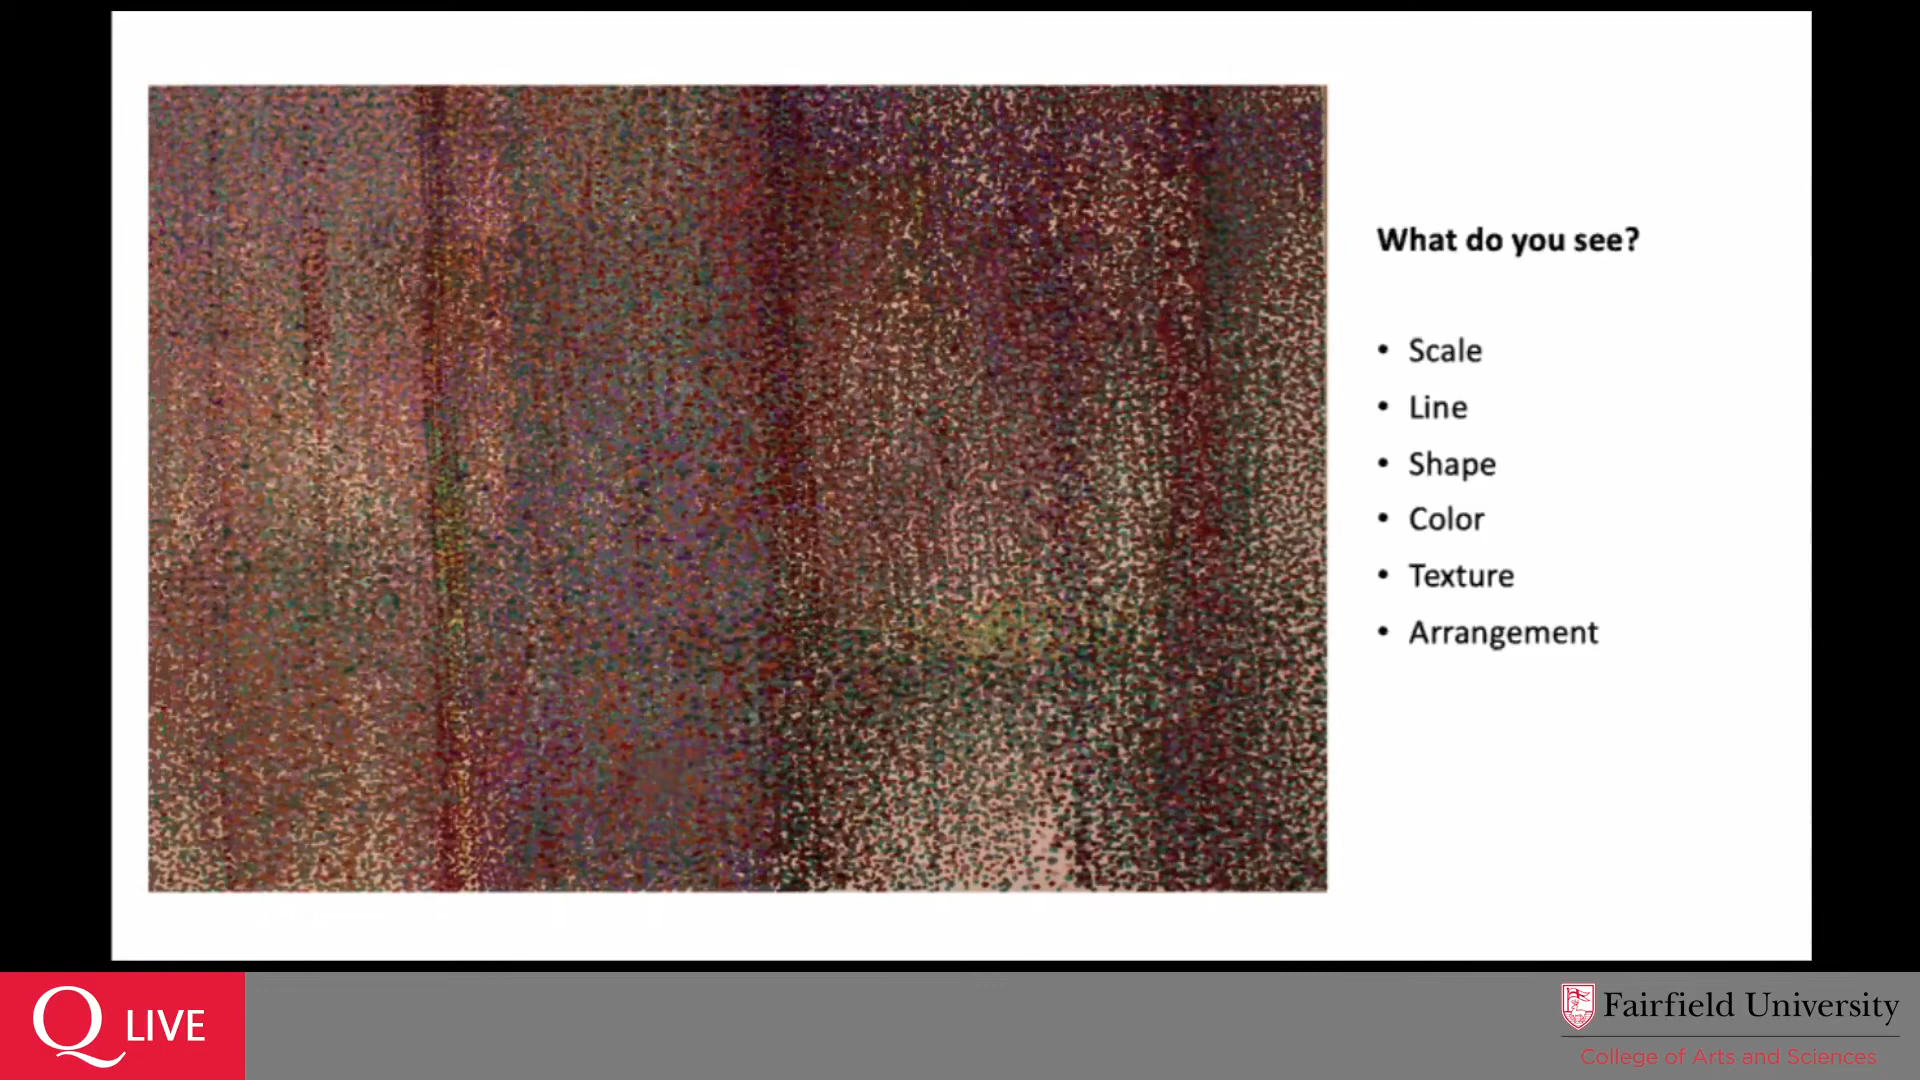 What do you see?
• Scale
• Line
• Shape
• Color
• Texture
• Arrangement
Q LIVE
Fairfield University
College of Arts and Sciences